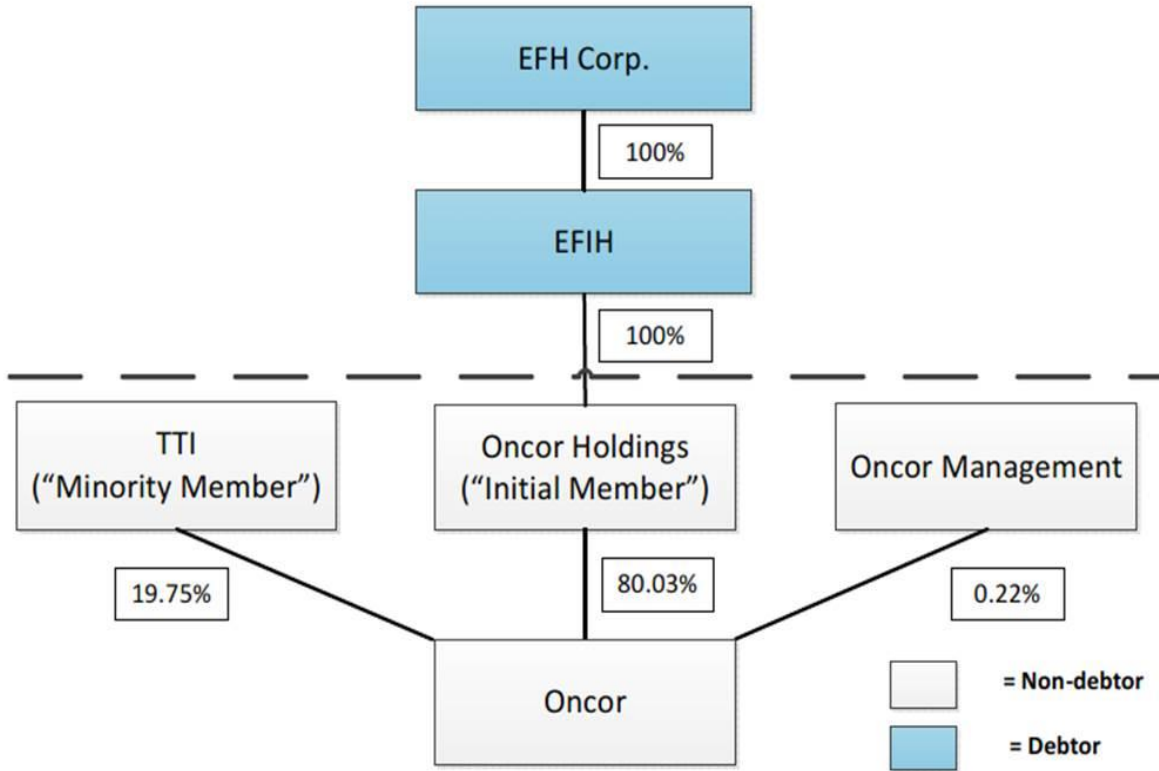 EFH Corp.
100%
EFIH
100%
TTI
(“Minority Member”)
Oncor Holdings
(“Initial Member”)
Oncor Management
19.75%
80.03%
0.22%
Oncor
= Non-debtor
= Debtor